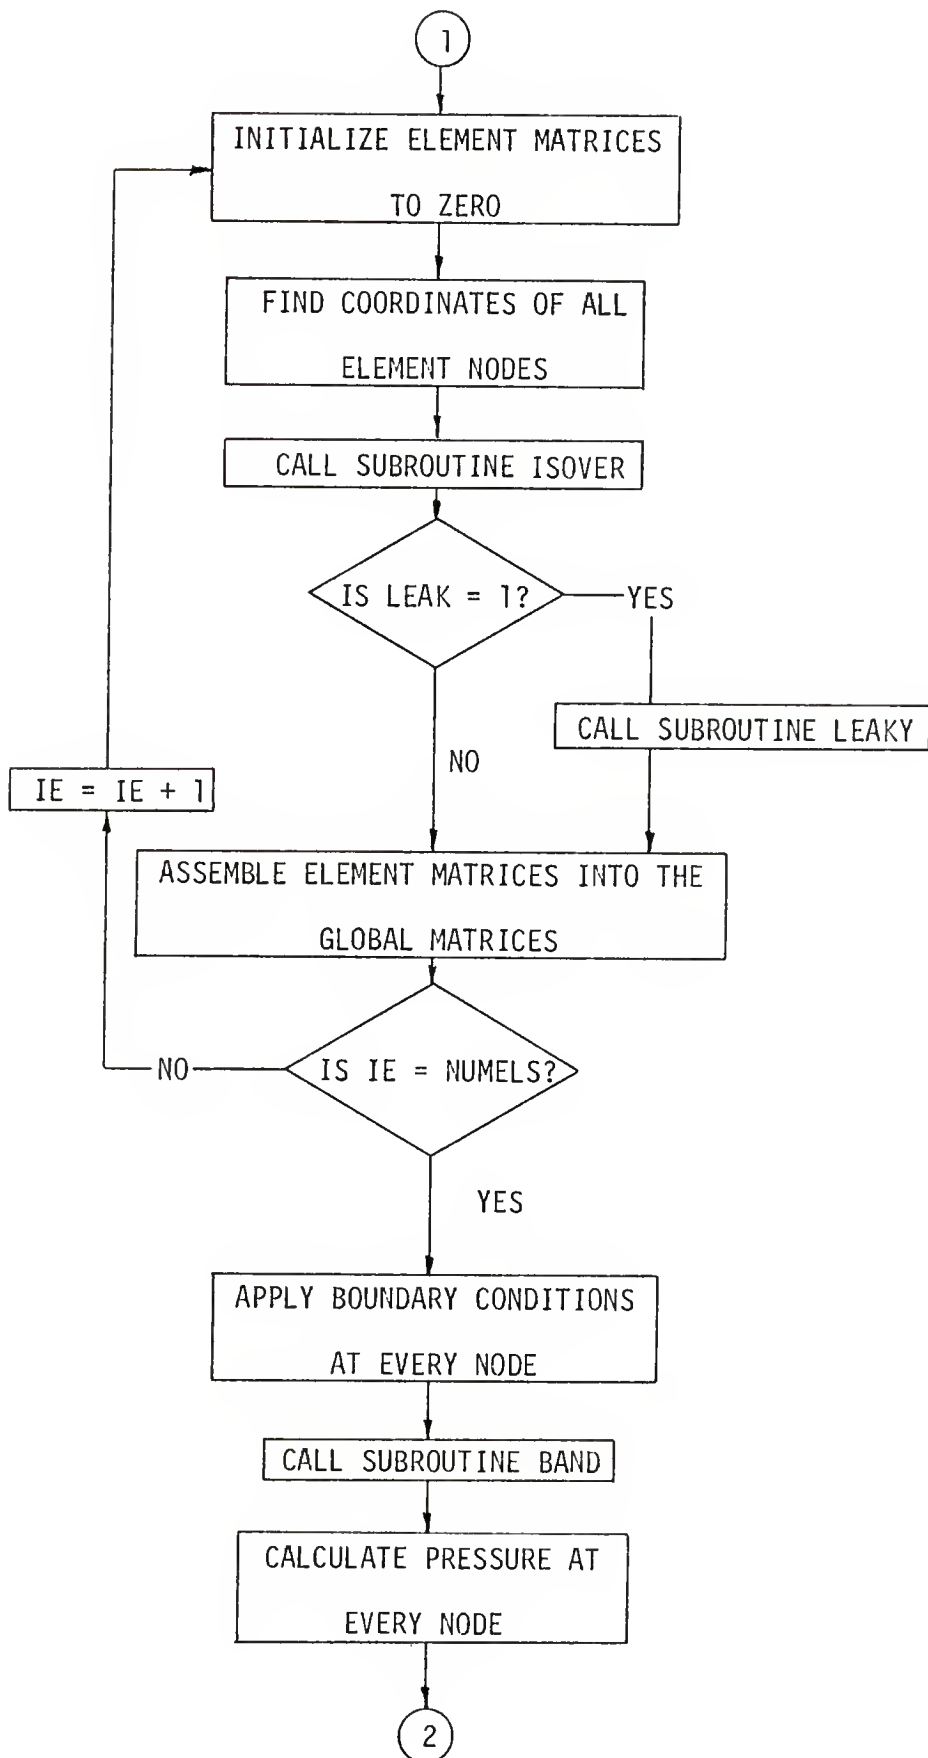 1
INITIALIZE ELEMENT MATRICES
TO ZERO
FIND COORDINATES OF ALL
ELEMENT NODES
CALL SUBROUTINE ISOVER
IS LEAK = 1?
YES
CALL SUBROUTINE LEAKY
NO
IE = IE + 1
ASSEMBLE ELEMENT MATRICES INTO THE
GLOBAL MATRICES
IS IE = NUMELS?
NO
YES
APPLY BOUNDARY CONDITIONS
AT EVERY NODE
CALL SUBROUTINE BAND
CALCULATE PRESSURE AT
EVERY NODE
2